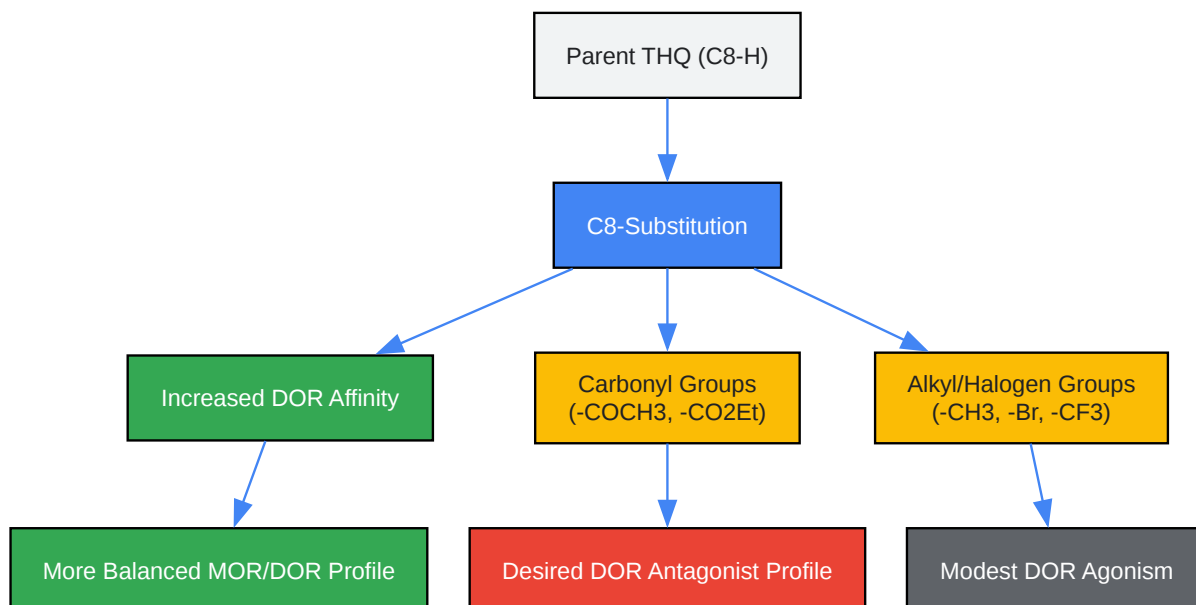 Parent THQ (C8-H)
C8-Substitution
Increased DOR Affinity
Carbonyl Groups
(-COCH3, -CO2Et)
Alkyl/Halogen Groups
(-CH3, -Br, -CF3)
More Balanced MOR/DOR Profile
Desired DOR Antagonist Profile
Modest DOR Agonism